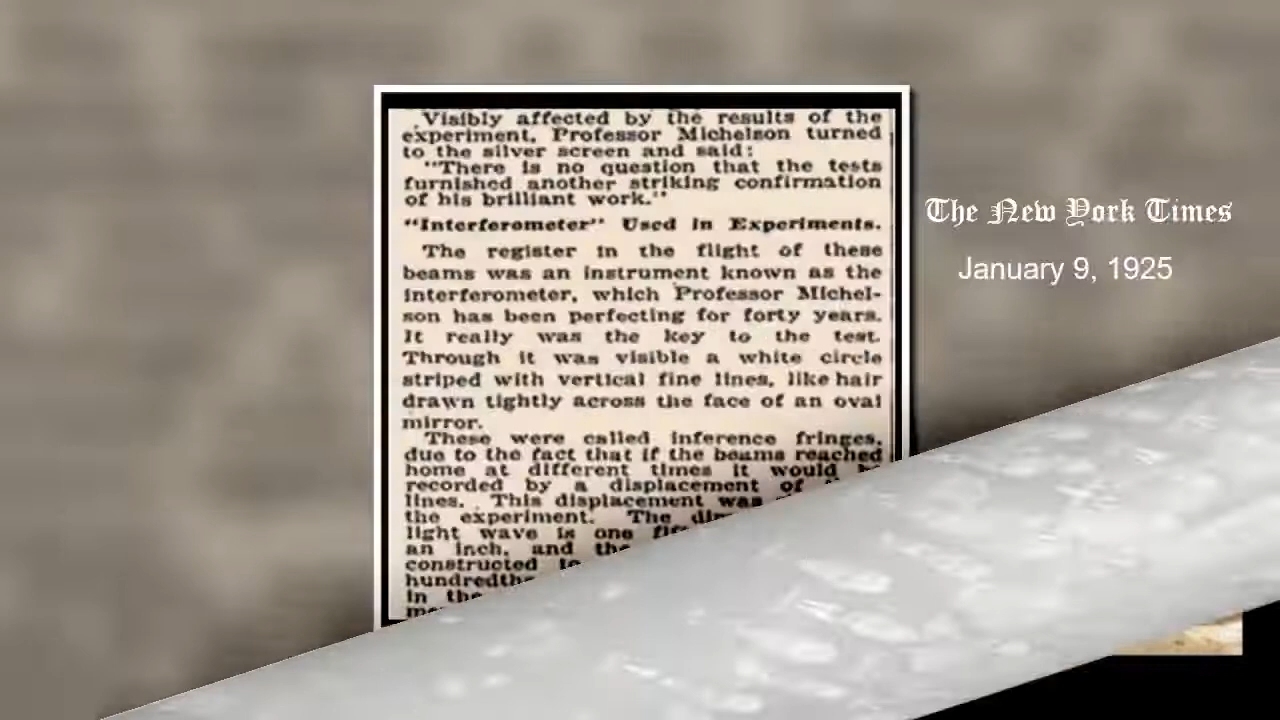 Visibly affected by the results of the
experiment, Professor Michelson turned
to the silver screen and said:
"There is no question that the tests
furnished another striking confirmation
of his brilliant work."
"Interferometer" Used in Experiments.
The register in the flight of these
beams was an instrument known as the
interferometer, which Professor Michel-
son has been perfecting for forty years.
It really was the key to the test.
Through it was visible a white circle
striped with vertical fine lines, like hair
drawn tightly across the face of an oval
mirror.
These were called inference fringes,
due to the fact that if the beams reached
home at different times it would
recorded by a displacement of
lines. This displacement was
the experiment. The
light wave is one
an inch, and the
constructed
hundredths
in the
The New York Times
January 9, 1925